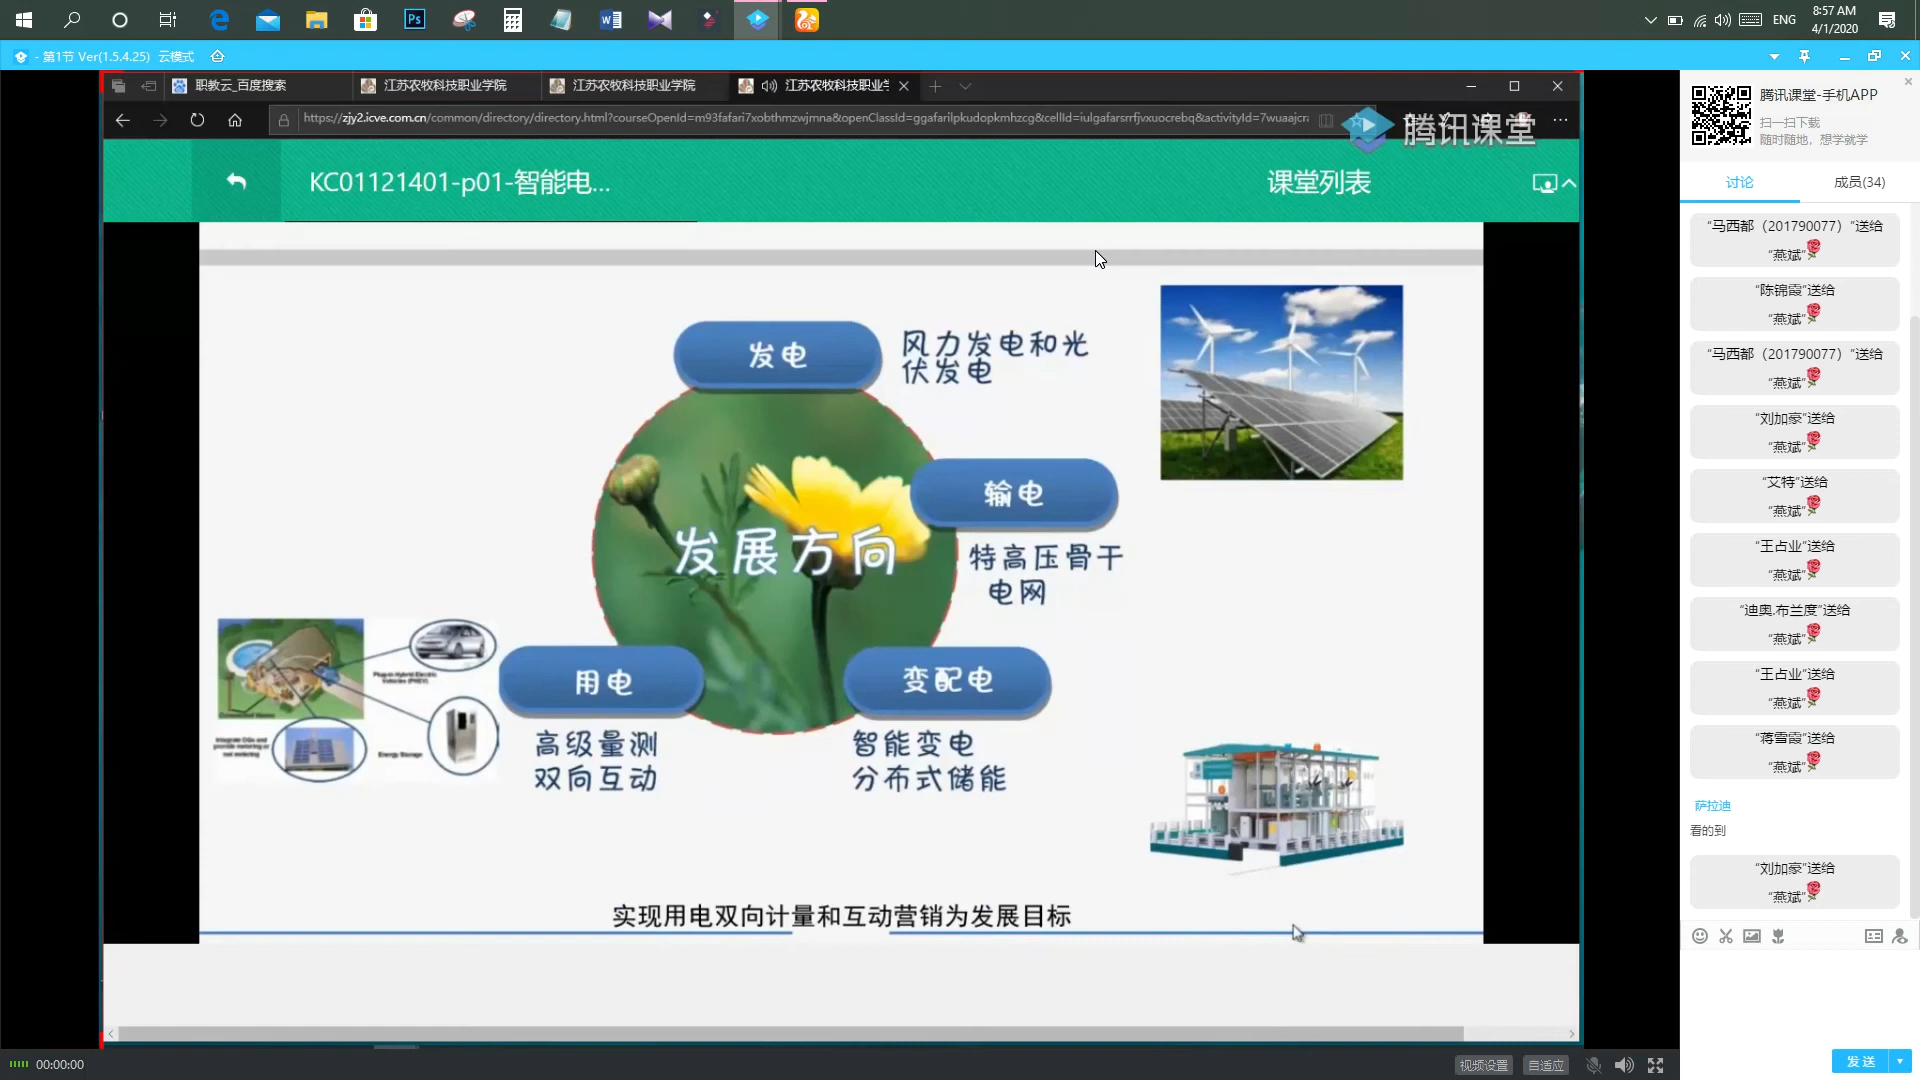 8:57 AM
ENG
4/1/2020
- 第1节 Ver(1.5.4.25) 云模式
职教云_百度搜索
江苏农牧科技职业学院
江苏农牧科技职业学院
江苏农牧科技职业学
https://zjy2.icve.com.cn/common/directory/directory.html?courseOpenId=m93fafari7xobthmzwjmna&openClassId=ggafarilpkudopkmhzcg&cellId=iulgafarsrrfjvxuocrebq&activityId=7wuaajcr
腾讯课堂
KC01121401-p01-智能电...
课堂列表
发电
风力发电和光
伏发电
输电
特高压骨干
电网
发展方向
变配电
智能变电
分布式储能
用电
高级量测
双向互动
Plug-in Hybrid Electric
Vehicles (PHEV)
Energy Storage
实现用电双向计量和互动营销为发展目标
腾讯课堂-手机APP
扫一扫下载
随时随地，想学就学
讨论
成员(34)
“马西都（201790077）”送给
“燕斌”
“陈锦霞”送给
“燕斌”
“马西都（201790077）”送给
“燕斌”
“刘加豪”送给
“燕斌”
“艾特”送给
“燕斌”
“王占业”送给
“燕斌”
“迪奥.布兰度”送给
“燕斌”
“王占业”送给
“燕斌”
“蒋雪霞”送给
“燕斌”
萨拉迪
看的到
“刘加豪”送给
“燕斌”
00:00:00
视频设置
自适应
发送